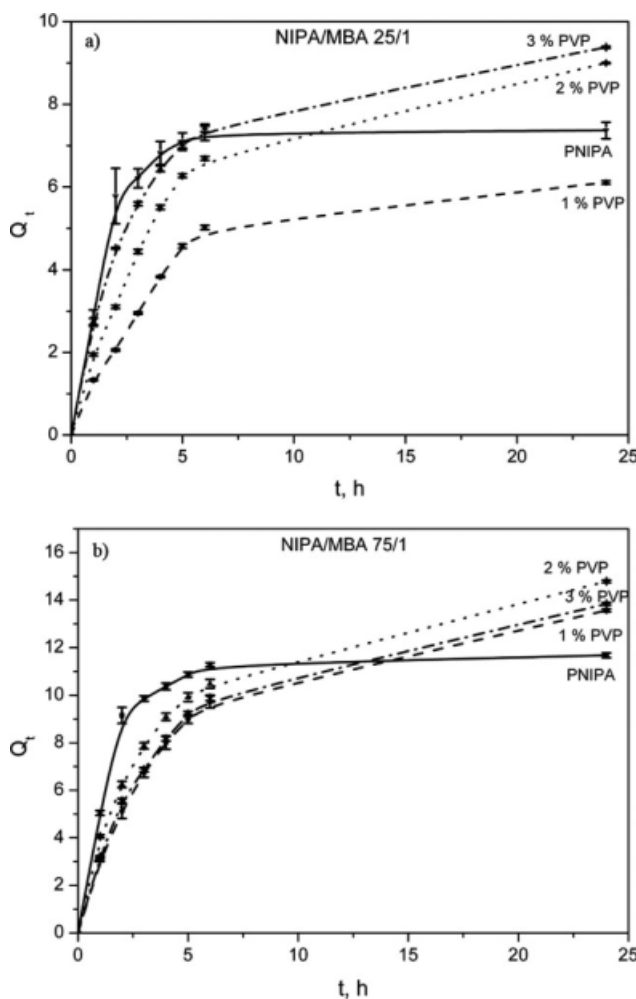 a)
NIPA/MBA 25/1
10
8
6
4
2
0
Qt
3 % PVP
2 % PVP
PNIPA
1 % PVP
0 5 10 15 20 25
t, h
b)
NIPA/MBA 75/1
16
14
12
10
8
6
4
2
0
Qt
2 % PVP
3 % PVP
1 % PVP
PNIPA
0 5 10 15 20 25
t, h